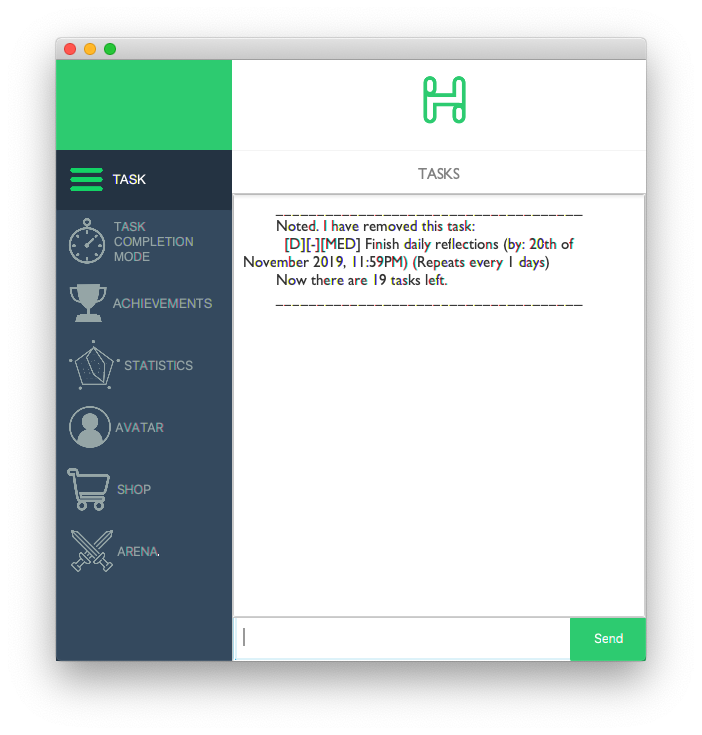 TASK
TASK
COMPLETION
MODE
ACHIEVEMENTS
STATISTICS
AVATAR
SHOP
ARENA.
H
TASKS
____________________________________
Noted. I have removed this task:
[D][-][MED] Finish daily reflections (by: 20th of
November 2019, 11:59PM) (Repeats every 1 days)
Now there are 19 tasks left.
____________________________________
Send